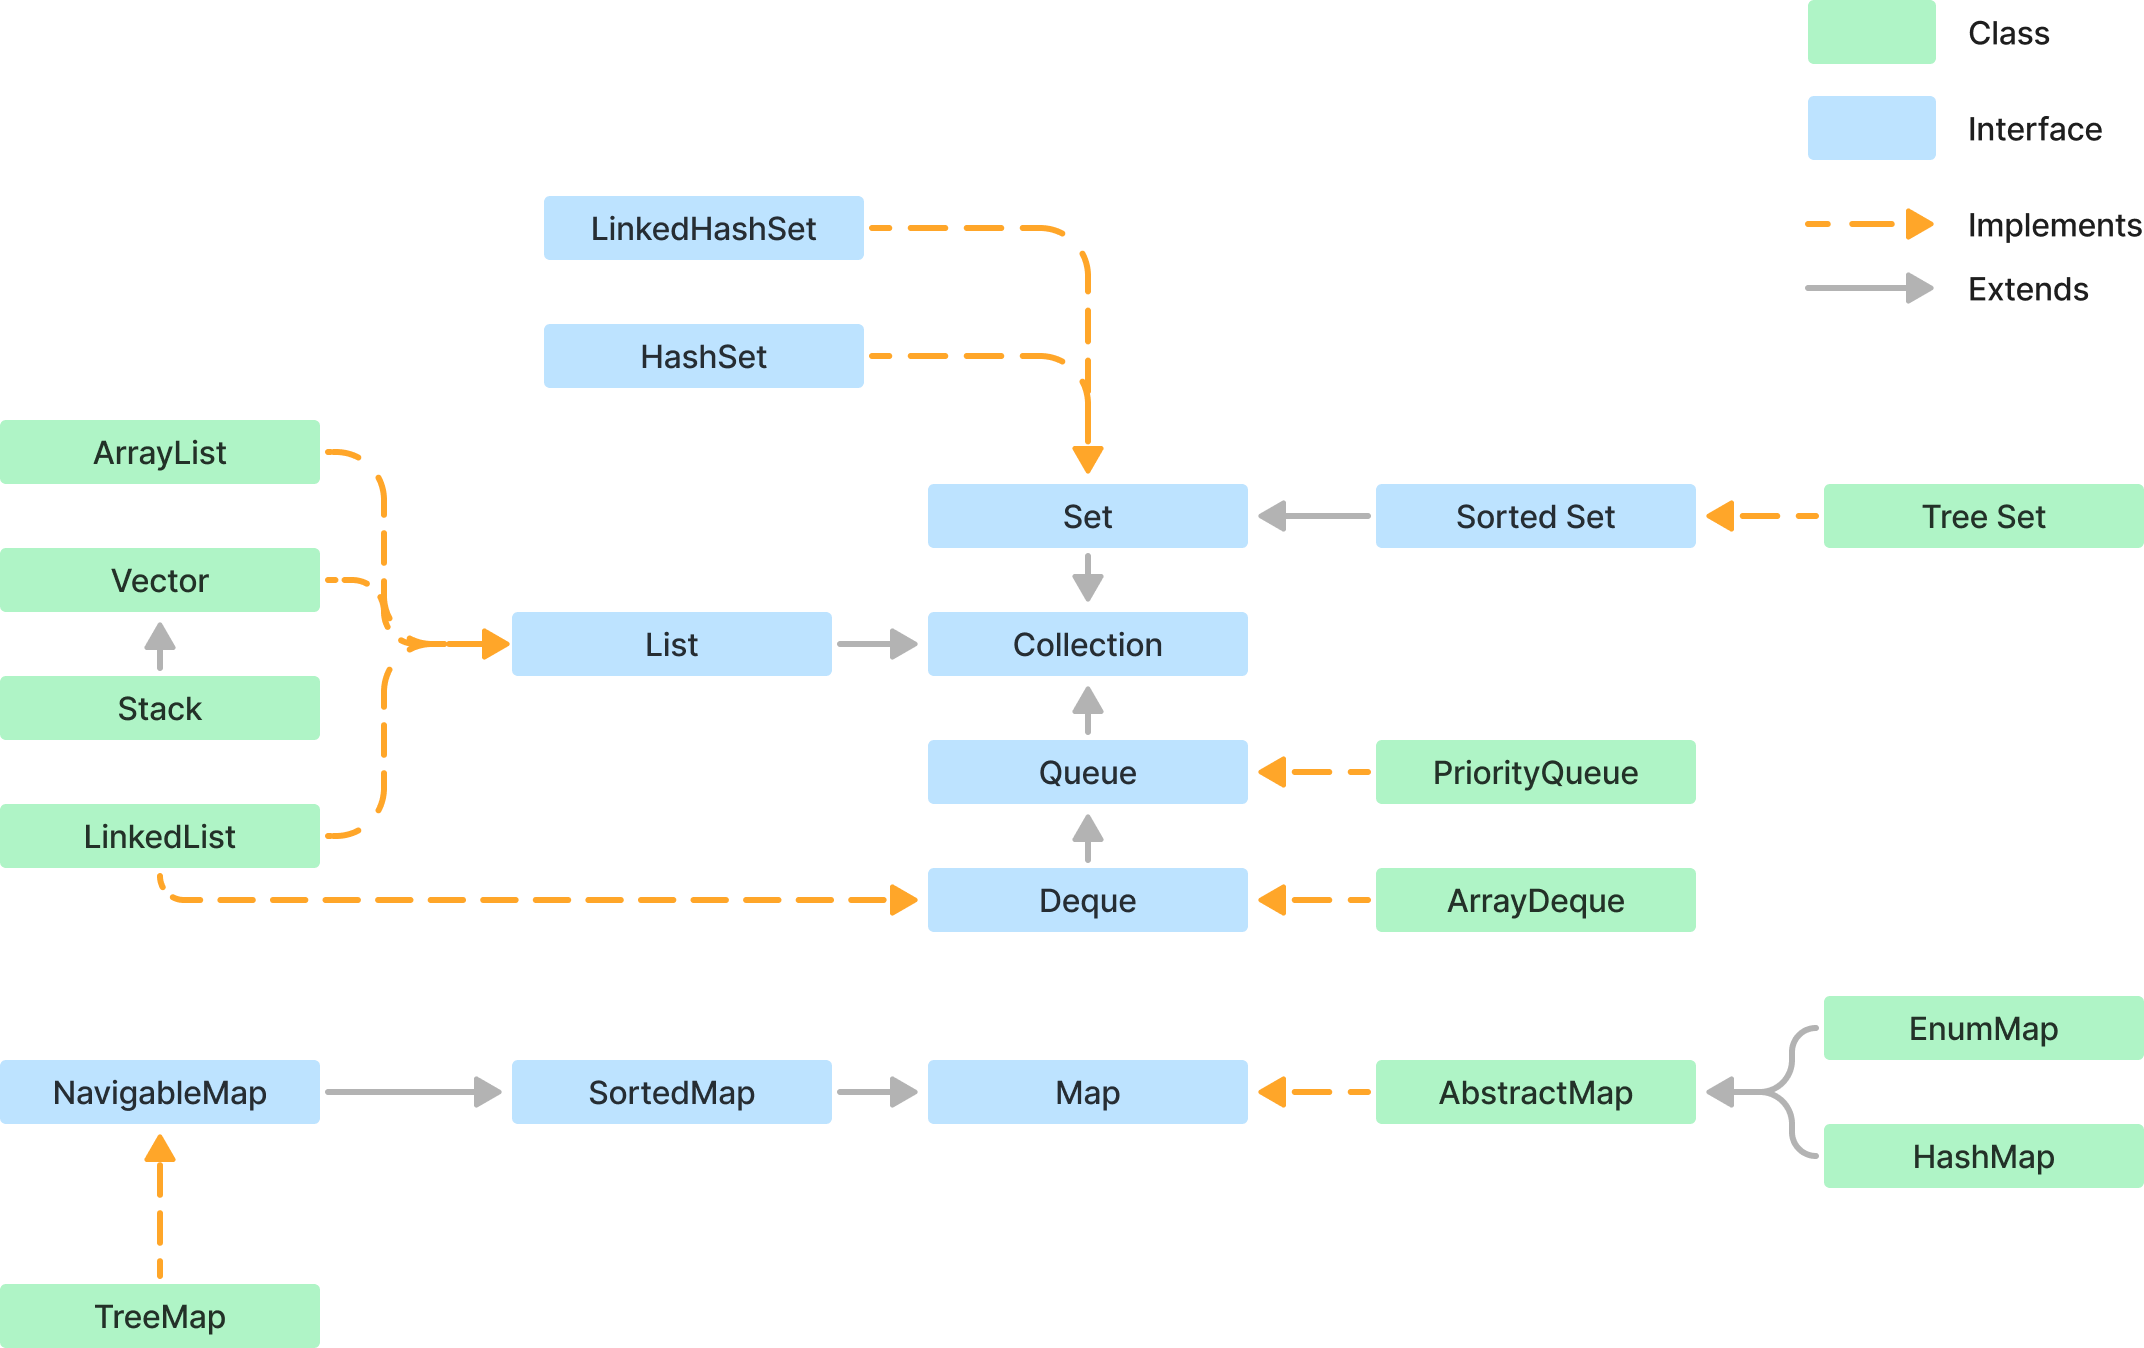 Class
Interface
Implements
Extends
LinkedHashSet
HashSet
ArrayList
Set
Sorted Set
Tree Set
Vector
List
Collection
Stack
Queue
PriorityQueue
LinkedList
Deque
ArrayDeque
EnumMap
NavigableMap
SortedMap
Map
AbstractMap
HashMap
TreeMap